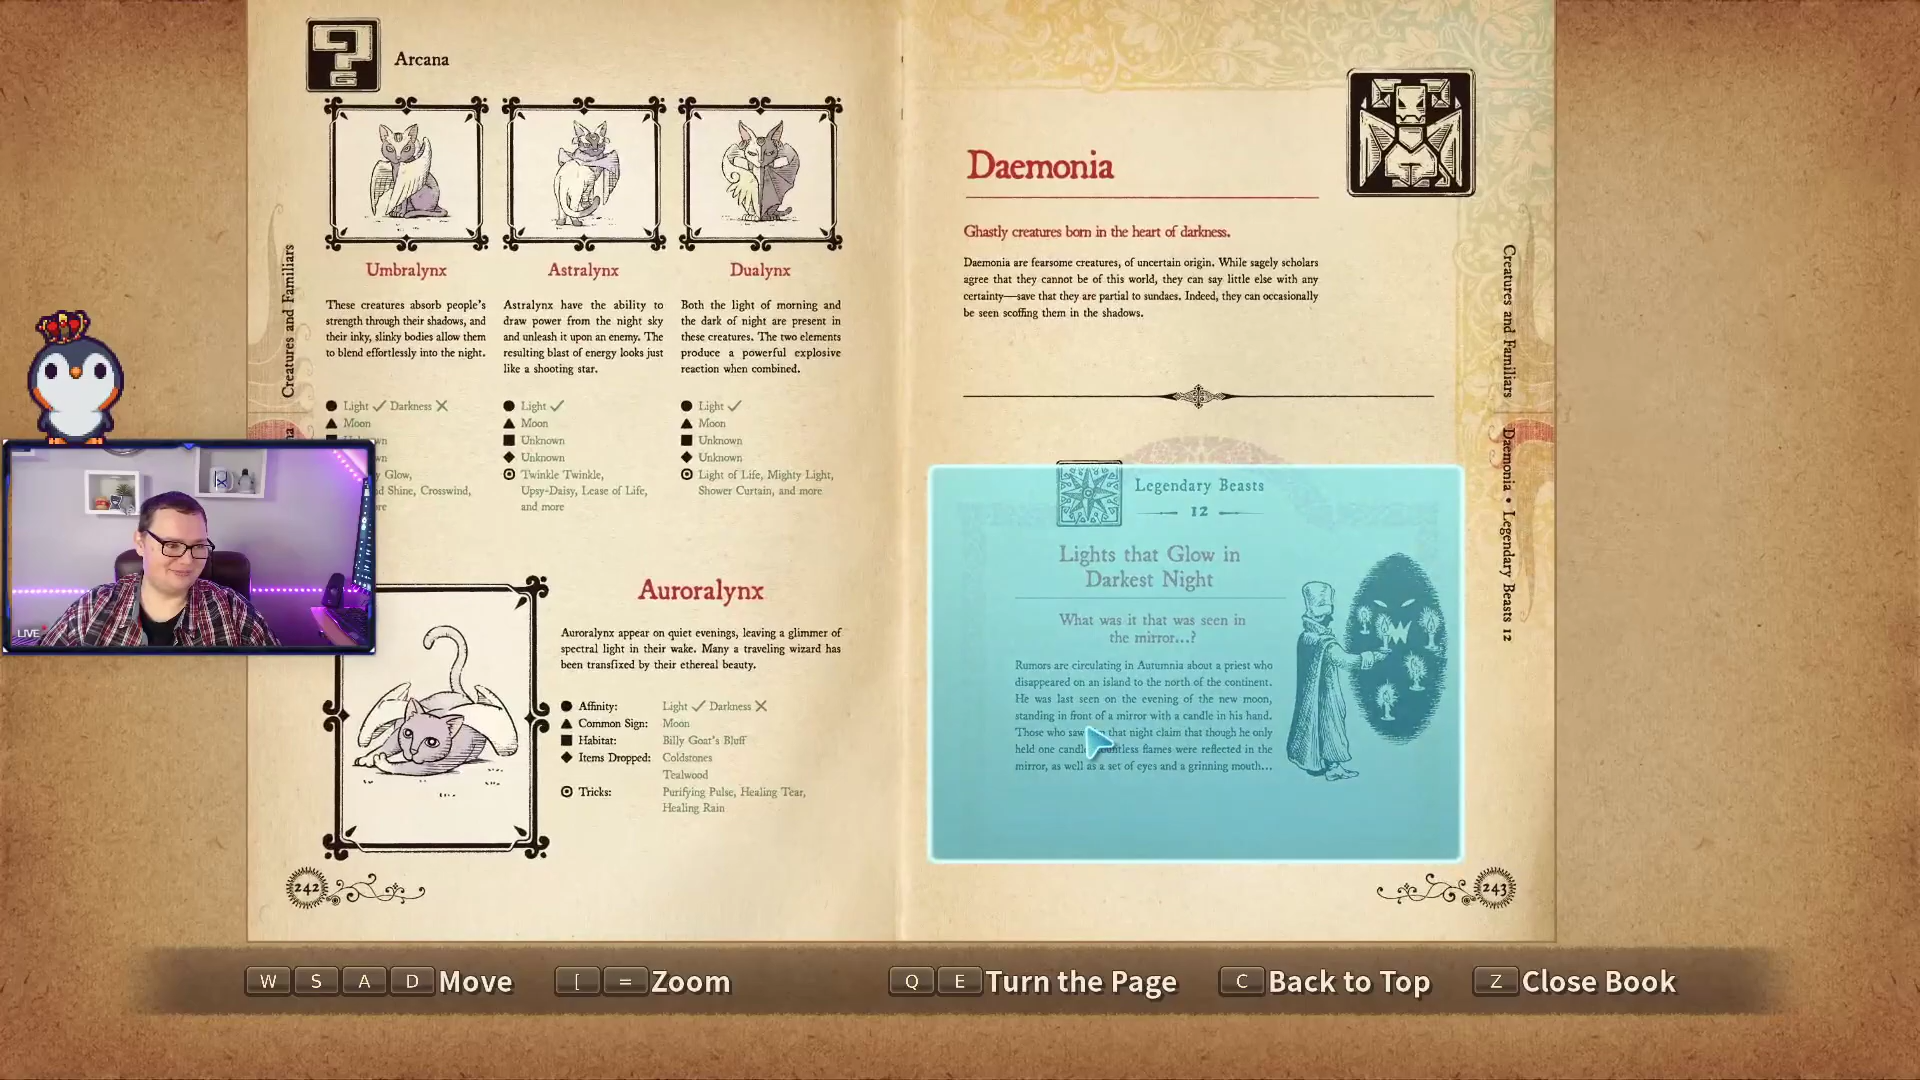 Arcana
Umbralynx
These creatures absorb people's
strength through their shadows, and
their inky, slinky bodies allow them
to blend effortlessly into the night.
Light ✓ Darkness ✕
Moon
y Glow,
d Shine, Crosswind,
Astralynx
Astralynx have the ability to
draw power from the night sky
and unleash it upon an enemy. The
resulting blast of energy looks just
like a shooting star.
Light ✓
Moon
Unknown
Unknown
Twinkle Twinkle,
Upsy-Daisy, Lease of Life,
and more
Dualynx
Both the light of morning and
the dark of night are present in
these creatures. The two elements
produce a powerful explosive
reaction when combined.
Light ✓
Moon
Unknown
Unknown
Light of Life, Mighty Light,
Shower Curtain, and more
Creatures and Familiars
Auroralynx
Auroralynx appear on quiet evenings, leaving a glimmer of
spectral light in their wake. Many a traveling wizard has
been transfixed by their ethereal beauty.
Affinity: Light ✓ Darkness ✕
Common Sign: Moon
Habitat: Billy Goat's Bluff
Items Dropped: Coldstones
Tealwood
Tricks: Purifying Pulse, Healing Tear,
Healing Rain
242
LIVE
Daemonia
Ghastly creatures born in the heart of darkness.
Daemonia are fearsome creatures, of uncertain origin. While sagely scholars
agree that they cannot be of this world, they can say little else with any
certainty—save that they are partial to sundaes. Indeed, they can occasionally
be seen scoffing them in the shadows.
Legendary Beasts
12
Lights that Glow in
Darkest Night
What was it that was seen in
the mirror...?
Rumors are circulating in Autumnia about a priest who
disappeared on an island to the north of the continent.
He was last seen on the evening of the new moon,
standing in front of a mirror with a candle in his hand.
Those who saw that night claim that though he only
held one candle, countless flames were reflected in the
mirror, as well as a set of eyes and a grinning mouth...
Creatures and Familiars
Daemonia • Legendary Beasts 12
243
W S A D Move
[ = Zoom
Q E Turn the Page
C Back to Top
Z Close Book